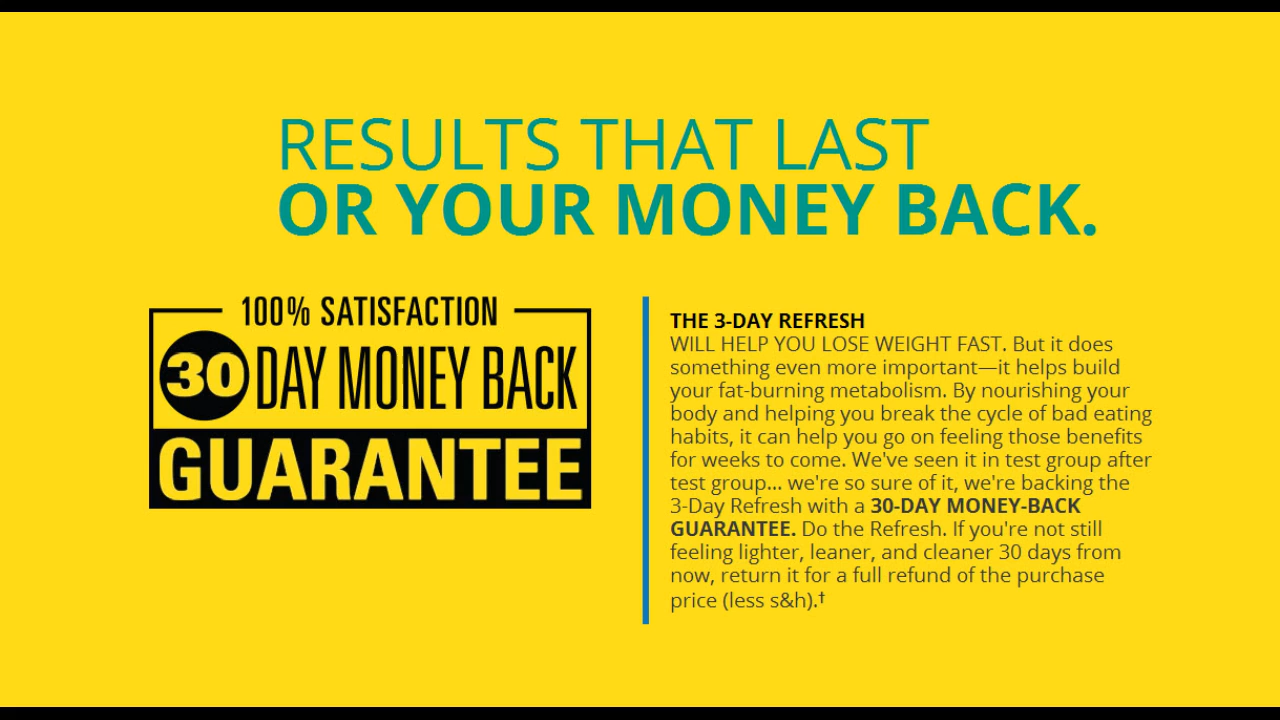 RESULTS THAT LAST
OR YOUR MONEY BACK.
100% SATISFACTION
30 DAY MONEY BACK
GUARANTEE
THE 3-DAY REFRESH
WILL HELP YOU LOSE WEIGHT FAST. But it does
something even more important—it helps build
your fat-burning metabolism. By nourishing your
body and helping you break the cycle of bad eating
habits, it can help you go on feeling those benefits
for weeks to come. We've seen it in test group after
test group... we're so sure of it, we're backing the
3-Day Refresh with a 30-DAY MONEY-BACK
GUARANTEE. Do the Refresh. If you're not still
feeling lighter, leaner, and cleaner 30 days from
now, return it for a full refund of the purchase
price (less s&h).†